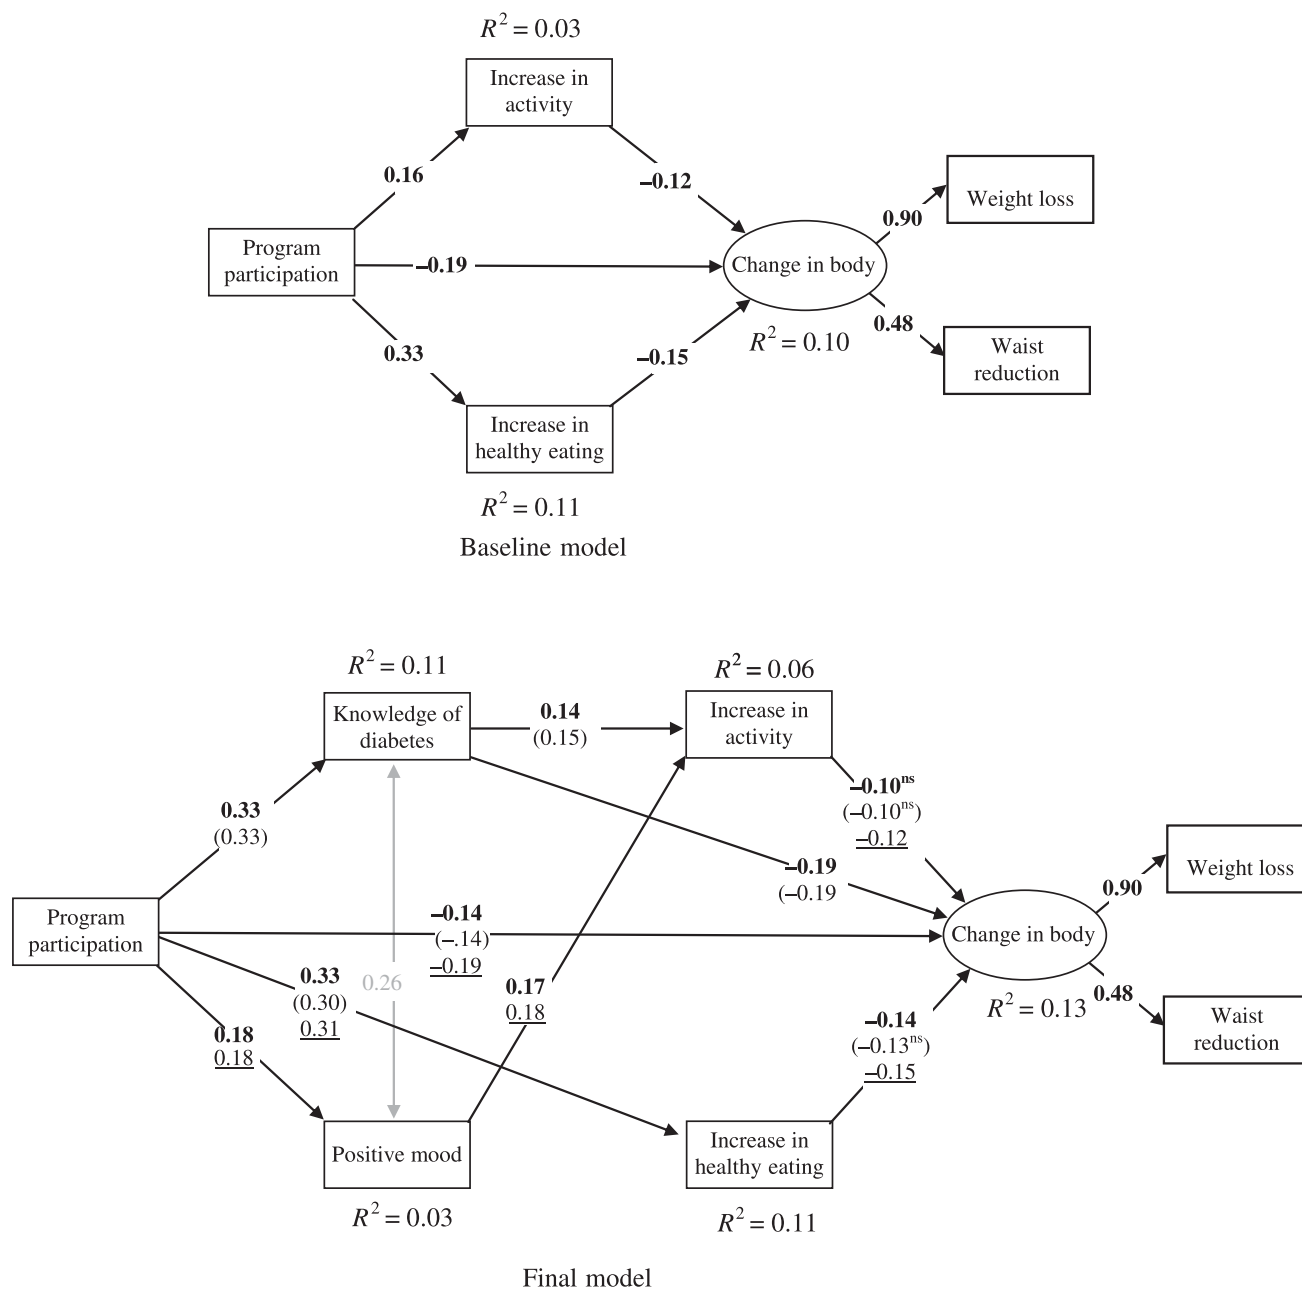 R² = 0.03
Increase in
activity
0.16
–0.12
Weight loss
0.90
Program
participation
–0.19
Change in body
0.48
R² = 0.10
Waist
reduction
0.33
–0.15
Increase in
healthy eating
R² = 0.11
Baseline model
R² = 0.11
R² = 0.06
Knowledge of
diabetes
0.14
(0.15)
Increase in
activity
0.33
(0.33)
–0.10ⁿˢ
(–0.10ⁿˢ)
–0.12
–0.19
(–0.19
Weight loss
0.90
Program
participation
–0.14
(–.14)
–0.19
Change in body
0.33
(0.30)
0.31
0.26
0.17
0.18
R² = 0.13
0.48
Waist
reduction
0.18
0.18
–0.14
(–0.13ⁿˢ)
–0.15
Positive mood
Increase in
healthy eating
R² = 0.03
R² = 0.11
Final model